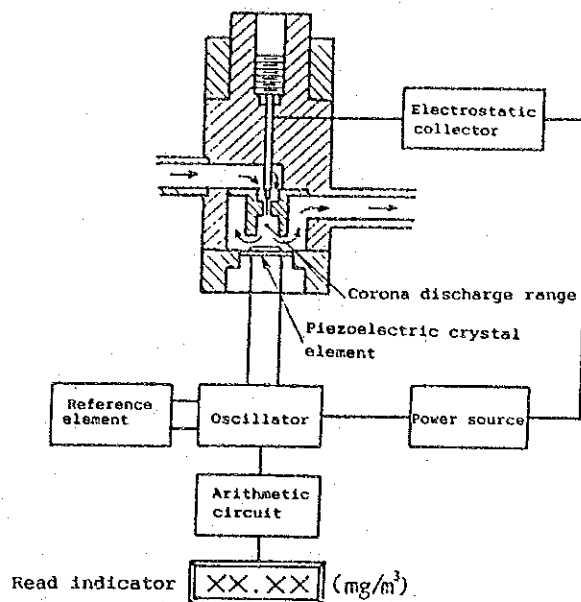 Electrostatic
collector
Corona discharge range
Piezoelectric crystal
element
Reference
element
Oscillator
Power source
Arithmetic
circuit
Read indicator XX.XX (mg/m³)